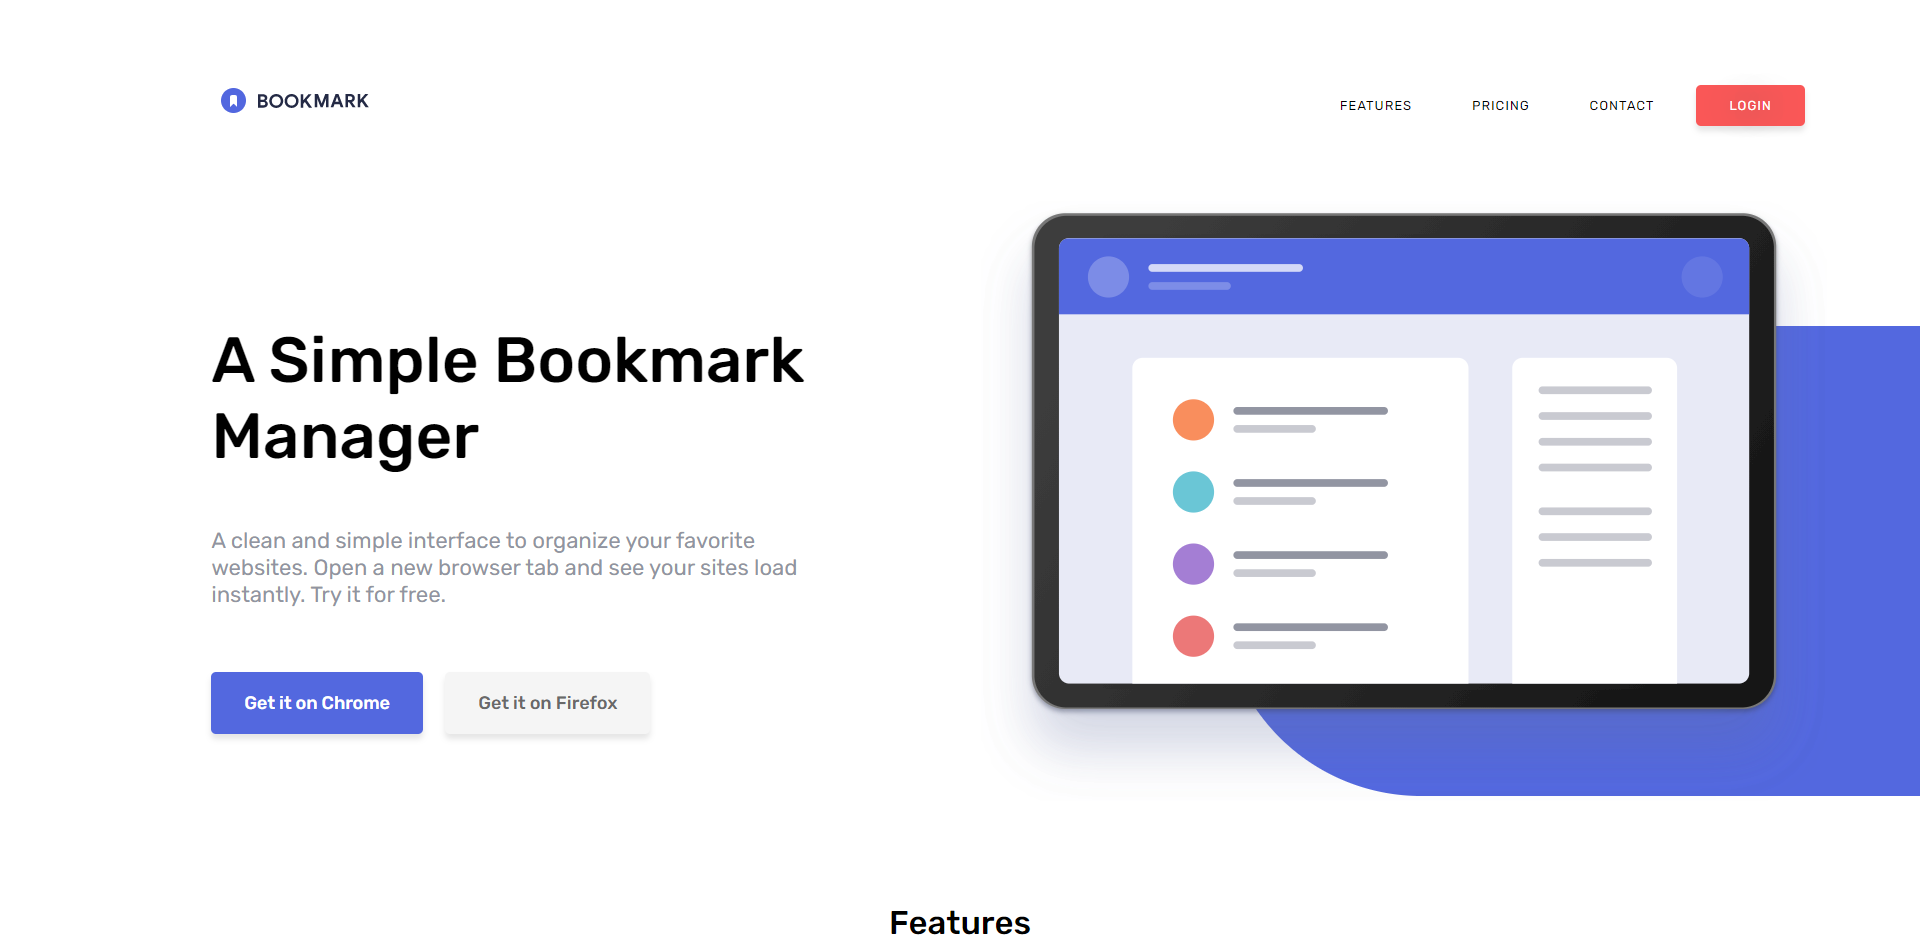 BOOKMARK
FEATURES PRICING CONTACT LOGIN
A Simple Bookmark
Manager
A clean and simple interface to organize your favorite
websites. Open a new browser tab and see your sites load
instantly. Try it for free.
Get it on Chrome Get it on Firefox
Features